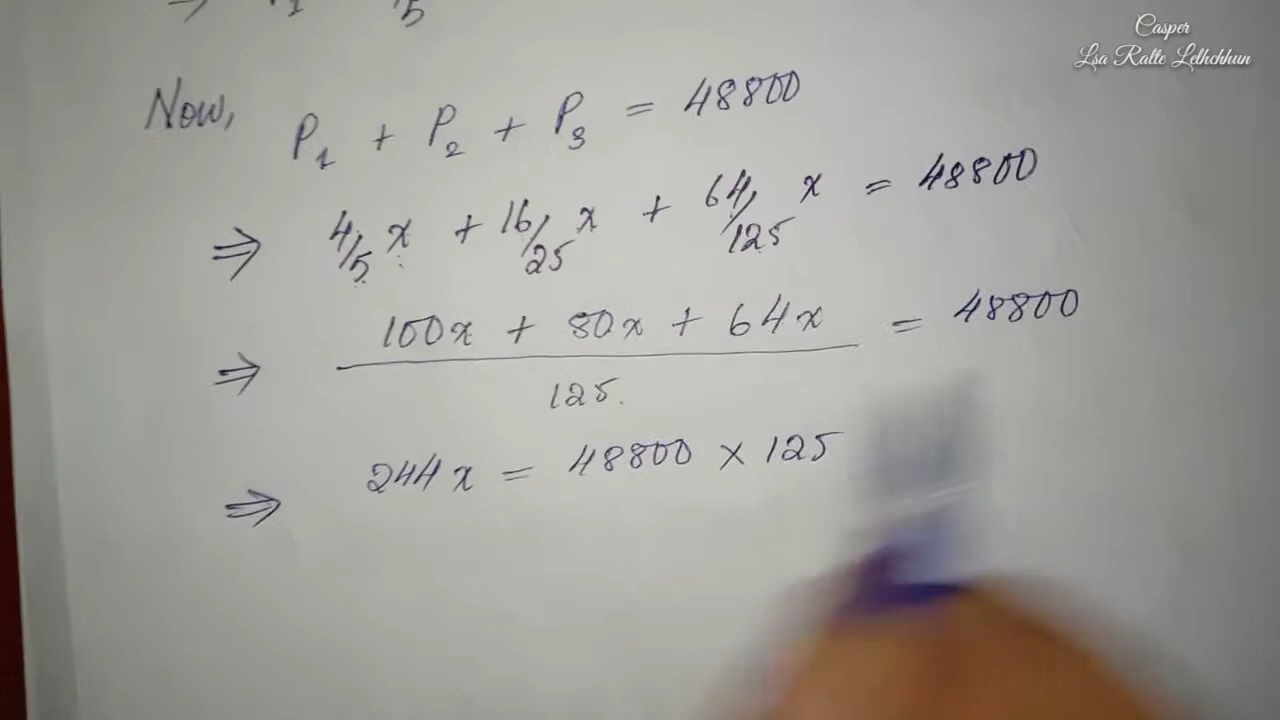 Casper
Lsa Ralte Lelhchhun
Now, P₁ + P₂ + P₃ = 48800
⇒ 4/5 x + 16/25 x + 64/125 x = 48800
⇒ 100x + 80x + 64x = 48800
125.
⇒ 244x = 48800 × 125